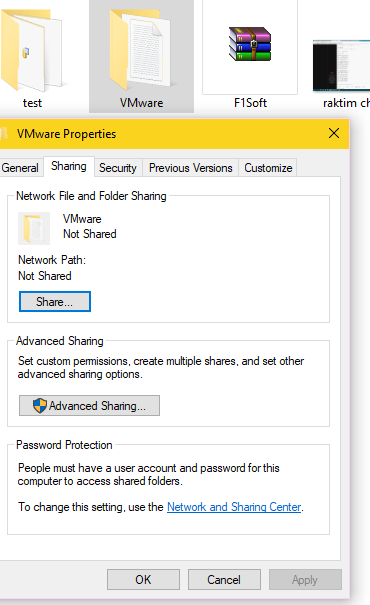 test
VMware
F1Soft
raktim ch
VMware Properties
General
Sharing
Security
Previous Versions
Customize
Network File and Folder Sharing
VMware
Not Shared
Network Path:
Not Shared
Share...
Advanced Sharing
Set custom permissions, create multiple shares, and set other
advanced sharing options.
Advanced Sharing...
Password Protection
People must have a user account and password for this
computer to access shared folders.
To change this setting, use the Network and Sharing Center.
OK
Cancel
Apply